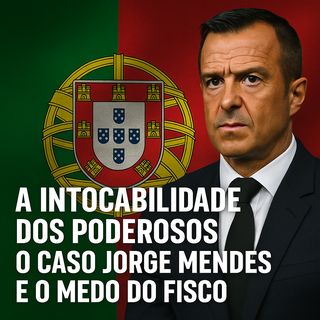 A INTOCABILIDADE
DOS PODEROSOS
O CASO JORGE MENDES
E O MEDO DO FISCO